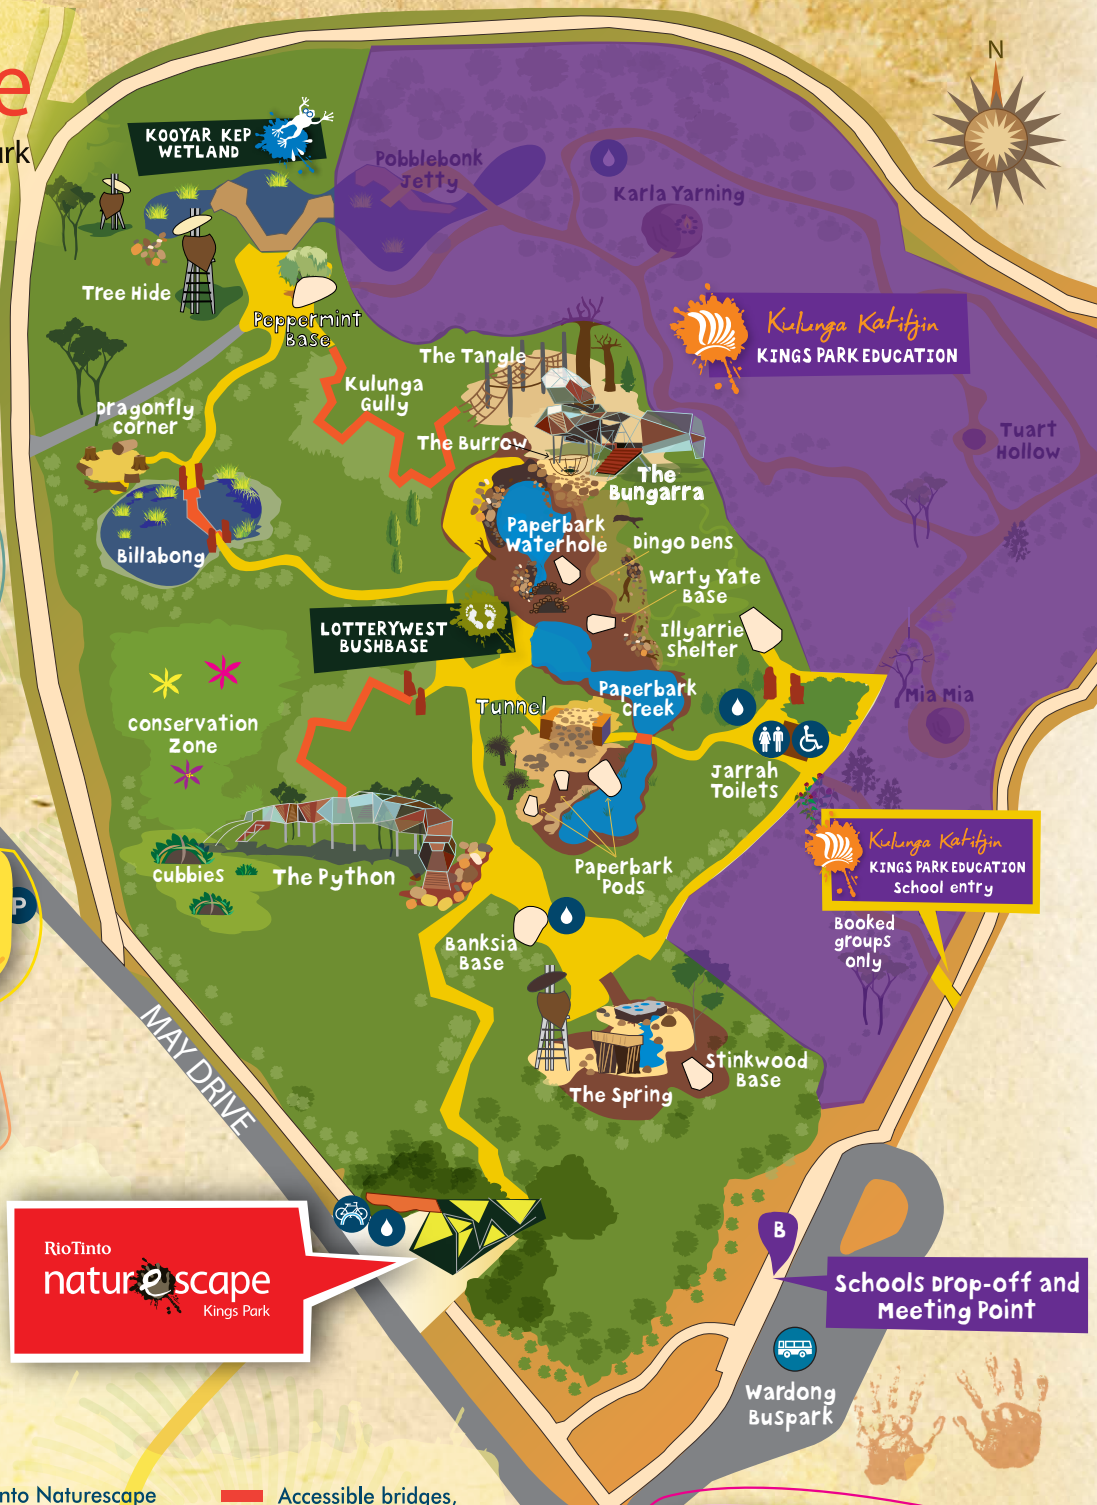 e
ark
N
KOOYAR KEP
WETLAND
Pobblebonk
Jetty
Karla Yarning
Tree Hide
Peppermint
Base
Kulunga Katitjin
KINGS PARK EDUCATION
The Tangle
Kulunga
Gully
Dragonfly
corner
The Burrow
The
Bungarra
Tuart
Hollow
Paperbark
Waterhole
Dingo Dens
Billabong
Warty Yate
Base
LOTTERYWEST
BUSHBASE
Illyarrie
shelter
Paperbark
Creek
Mia Mia
Tunnel
Conservation
Zone
Jarrah
Toilets
Kulunga Katitjin
KINGS PARK EDUCATION
School entry
Cubbies
The Python
Paperbark
Pods
P
Booked
groups
only
Banksia
Base
MAY DRIVE
Stinkwood
Base
The Spring
RioTinto
naturescape
Kings Park
B
Schools Drop-off and
Meeting Point
Wardong
Buspark
nto Naturescape
Accessible bridges,